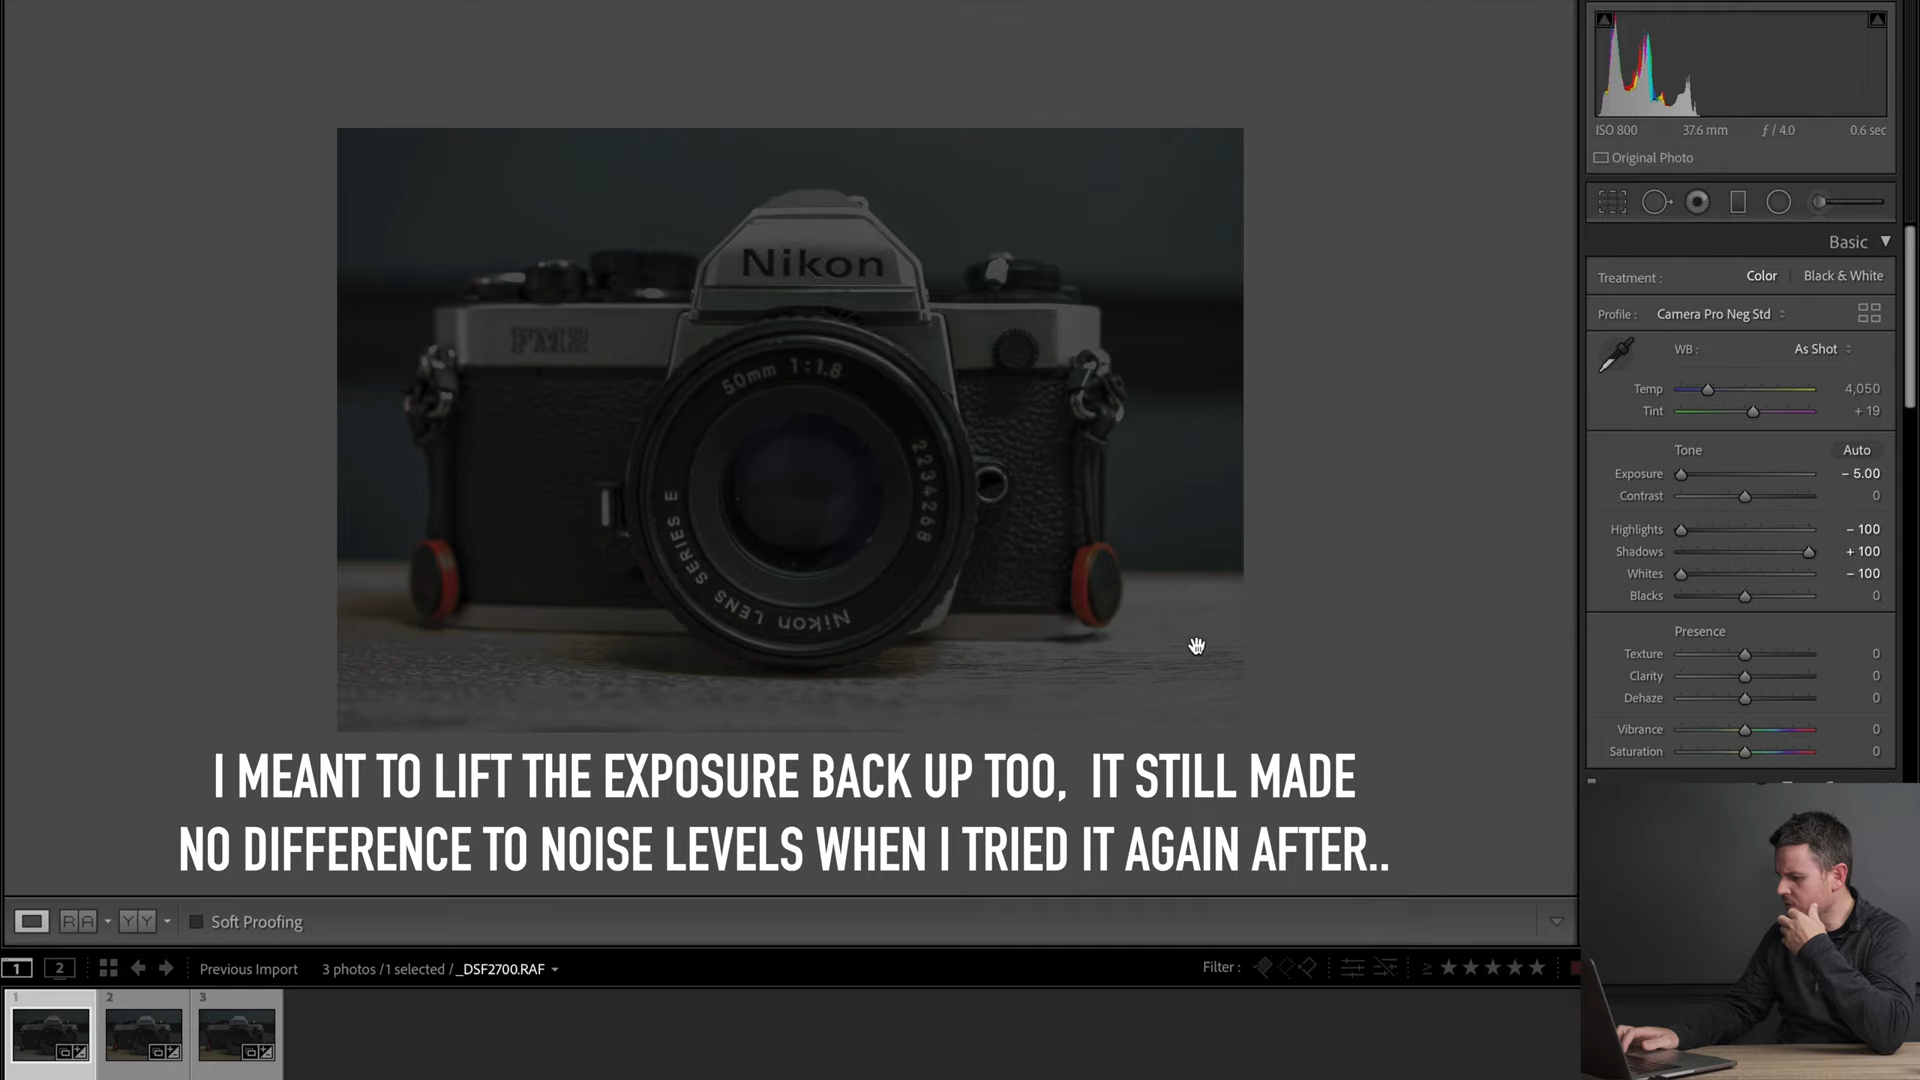 ISO 800 37.6 mm ƒ / 4.0 0.6 sec
Original Photo
Basic
Treatment : Color Black & White
Profile : Camera Pro Neg Std
WB : As Shot
Temp 4,050
Tint + 19
Tone Auto
Exposure – 5.00
Contrast 0
Highlights – 100
Shadows + 100
Whites – 100
Blacks 0
Presence
Texture 0
Clarity 0
Dehaze 0
Vibrance 0
Saturation 0
Nikon
FM2
50mm 1:1.8
2234268
Nikon LENS SERIES E
I MEANT TO LIFT THE EXPOSURE BACK UP TOO, IT STILL MADE
NO DIFFERENCE TO NOISE LEVELS WHEN I TRIED IT AGAIN AFTER..
R A Y Y Soft Proofing
1 2 Previous Import 3 photos / 1 selected / _DSF2700.RAF Filter : ≥ ★★★★★
1 2 3